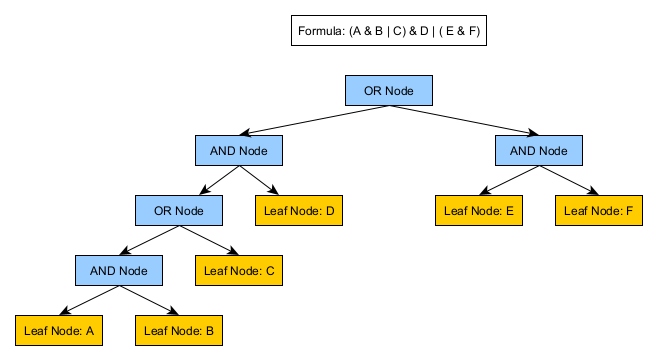 Formula: (A & B | C) & D | ( E & F)
OR Node
AND Node
AND Node
OR Node
Leaf Node: D
Leaf Node: E
Leaf Node: F
AND Node
Leaf Node: C
Leaf Node: A
Leaf Node: B